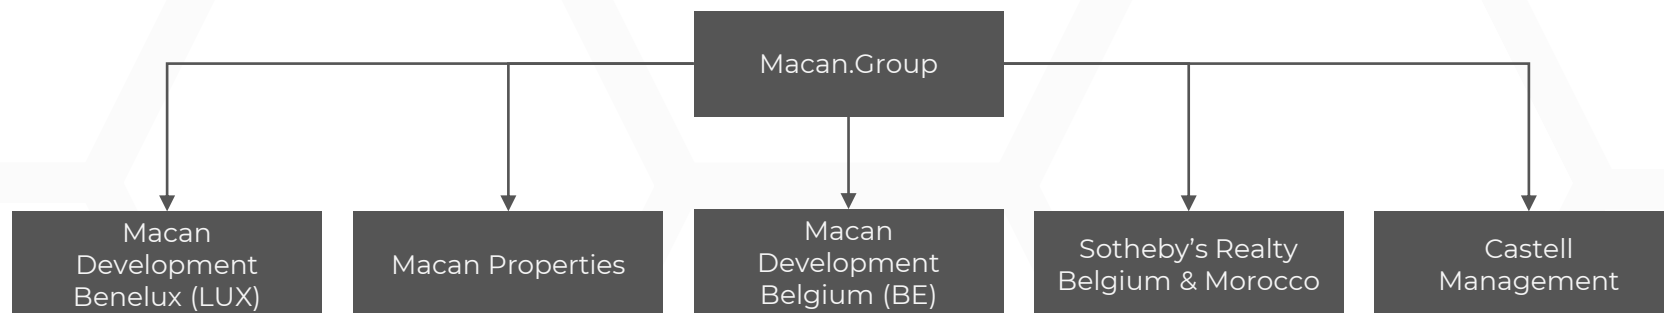 Macan.Group
Macan
Development
Benelux (LUX)
Macan Properties
Macan
Development
Belgium (BE)
Sotheby’s Realty
Belgium & Morocco
Castell
Management